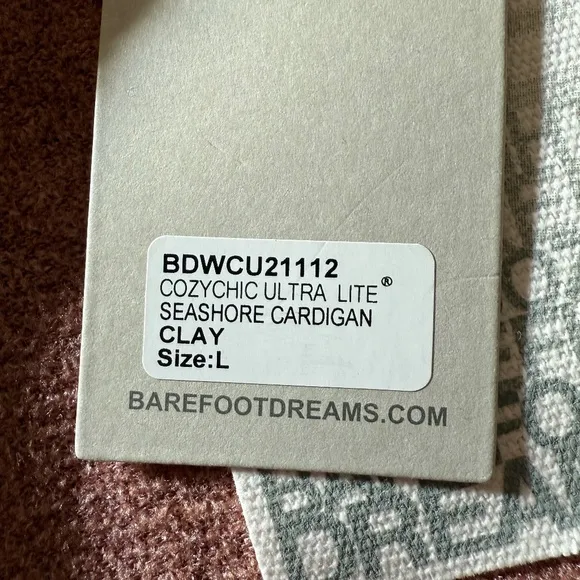 BDWCU21112
COZYCHIC ULTRA LITE®
SEASHORE CARDIGAN
CLAY
Size:L
BAREFOOTDREAMS.COM